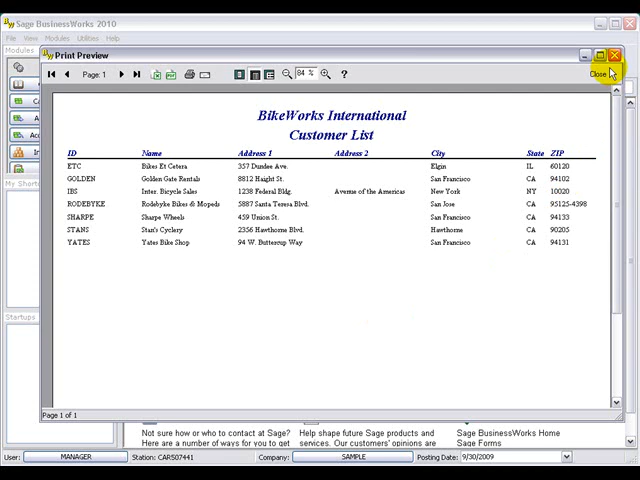 Sage BusinessWorks 2010
File View Modules Utilities Help
Modules
Print Preview
Page: 1
84 %
?
Close
BikeWorks International
Customer List
ID Name Address 1 Address 2 City State ZIP
ETC Bikes Et Cetera 357 Dundee Ave. Elgin IL 60120
GOLDEN Golden Gate Rentals 8812 Haight St. San Francisco CA 94102
IBS Inter. Bicycle Sales 1238 Federal Bldg. Avenue of the Americas New York NY 10020
RODEBYKE Rodebyke Bikes & Mopeds 5887 Santa Teresa Blvd. San Jose CA 95125-4398
SHARPE Sharpe Wheels 459 Union St. San Francisco CA 94133
STANS Stan's Cyclery 2356 Hawthorne Blvd. Hawthorne CA 90205
YATES Yates Bike Shop 94 W. Buttercup Way San Francisco CA 94131
My Short
Startups
Page 1 of 1
Not sure how or who to contact at Sage? Help shape future Sage products and Sage BusinessWorks Home
Here are a number of ways for you to get services. Our customers' opinions are Sage Forms
User: MANAGER Station: CAR507441 Company: SAMPLE Posting Date: 9/30/2009